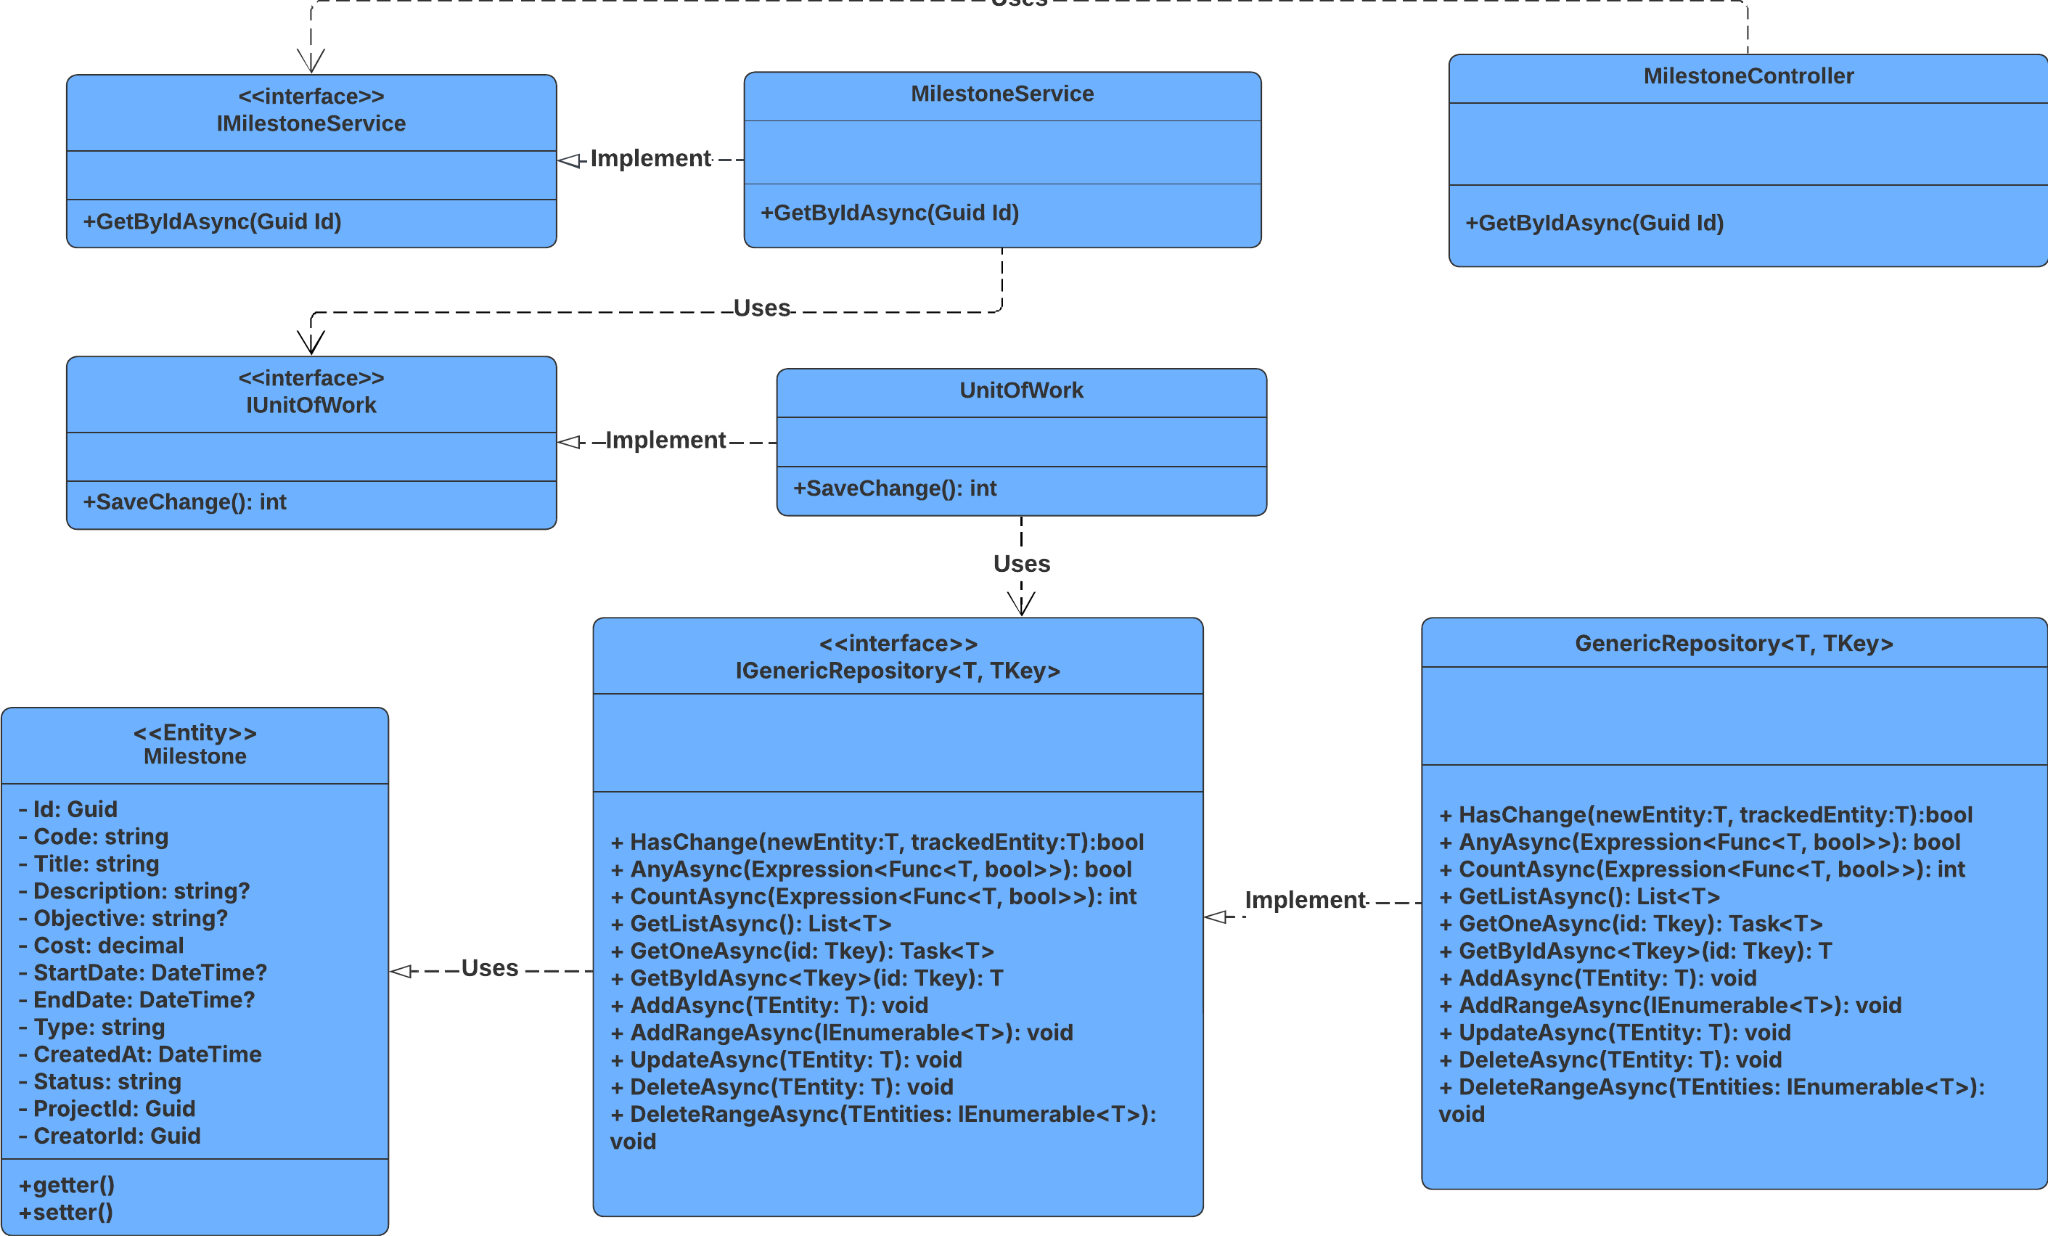 Uses
<<interface>>
IMilestoneService
+GetByIdAsync(Guid Id)
Implement
MilestoneService
+GetByIdAsync(Guid Id)
MilestoneController
+GetByIdAsync(Guid Id)
Uses
<<interface>>
IUnitOfWork
+SaveChange(): int
Implement
UnitOfWork
+SaveChange(): int
Uses
<<Entity>>
Milestone
- Id: Guid
- Code: string
- Title: string
- Description: string?
- Objective: string?
- Cost: decimal
- StartDate: DateTime?
- EndDate: DateTime?
- Type: string
- CreatedAt: DateTime
- Status: string
- ProjectId: Guid
- CreatorId: Guid
+getter()
+setter()
Uses
<<interface>>
IGenericRepository<T, TKey>
+ HasChange(newEntity:T, trackedEntity:T):bool
+ AnyAsync(Expression<Func<T, bool>>): bool
+ CountAsync(Expression<Func<T, bool>>): int
+ GetListAsync(): List<T>
+ GetOneAsync(id: Tkey): Task<T>
+ GetByIdAsync<Tkey>(id: Tkey): T
+ AddAsync(TEntity: T): void
+ AddRangeAsync(IEnumerable<T>): void
+ UpdateAsync(TEntity: T): void
+ DeleteAsync(TEntity: T): void
+ DeleteRangeAsync(TEntities: IEnumerable<T>):
void
Implement
GenericRepository<T, TKey>
+ HasChange(newEntity:T, trackedEntity:T):bool
+ AnyAsync(Expression<Func<T, bool>>): bool
+ CountAsync(Expression<Func<T, bool>>): int
+ GetListAsync(): List<T>
+ GetOneAsync(id: Tkey): Task<T>
+ GetByIdAsync<Tkey>(id: Tkey): T
+ AddAsync(TEntity: T): void
+ AddRangeAsync(IEnumerable<T>): void
+ UpdateAsync(TEntity: T): void
+ DeleteAsync(TEntity: T): void
+ DeleteRangeAsync(TEntities: IEnumerable<T>):
void